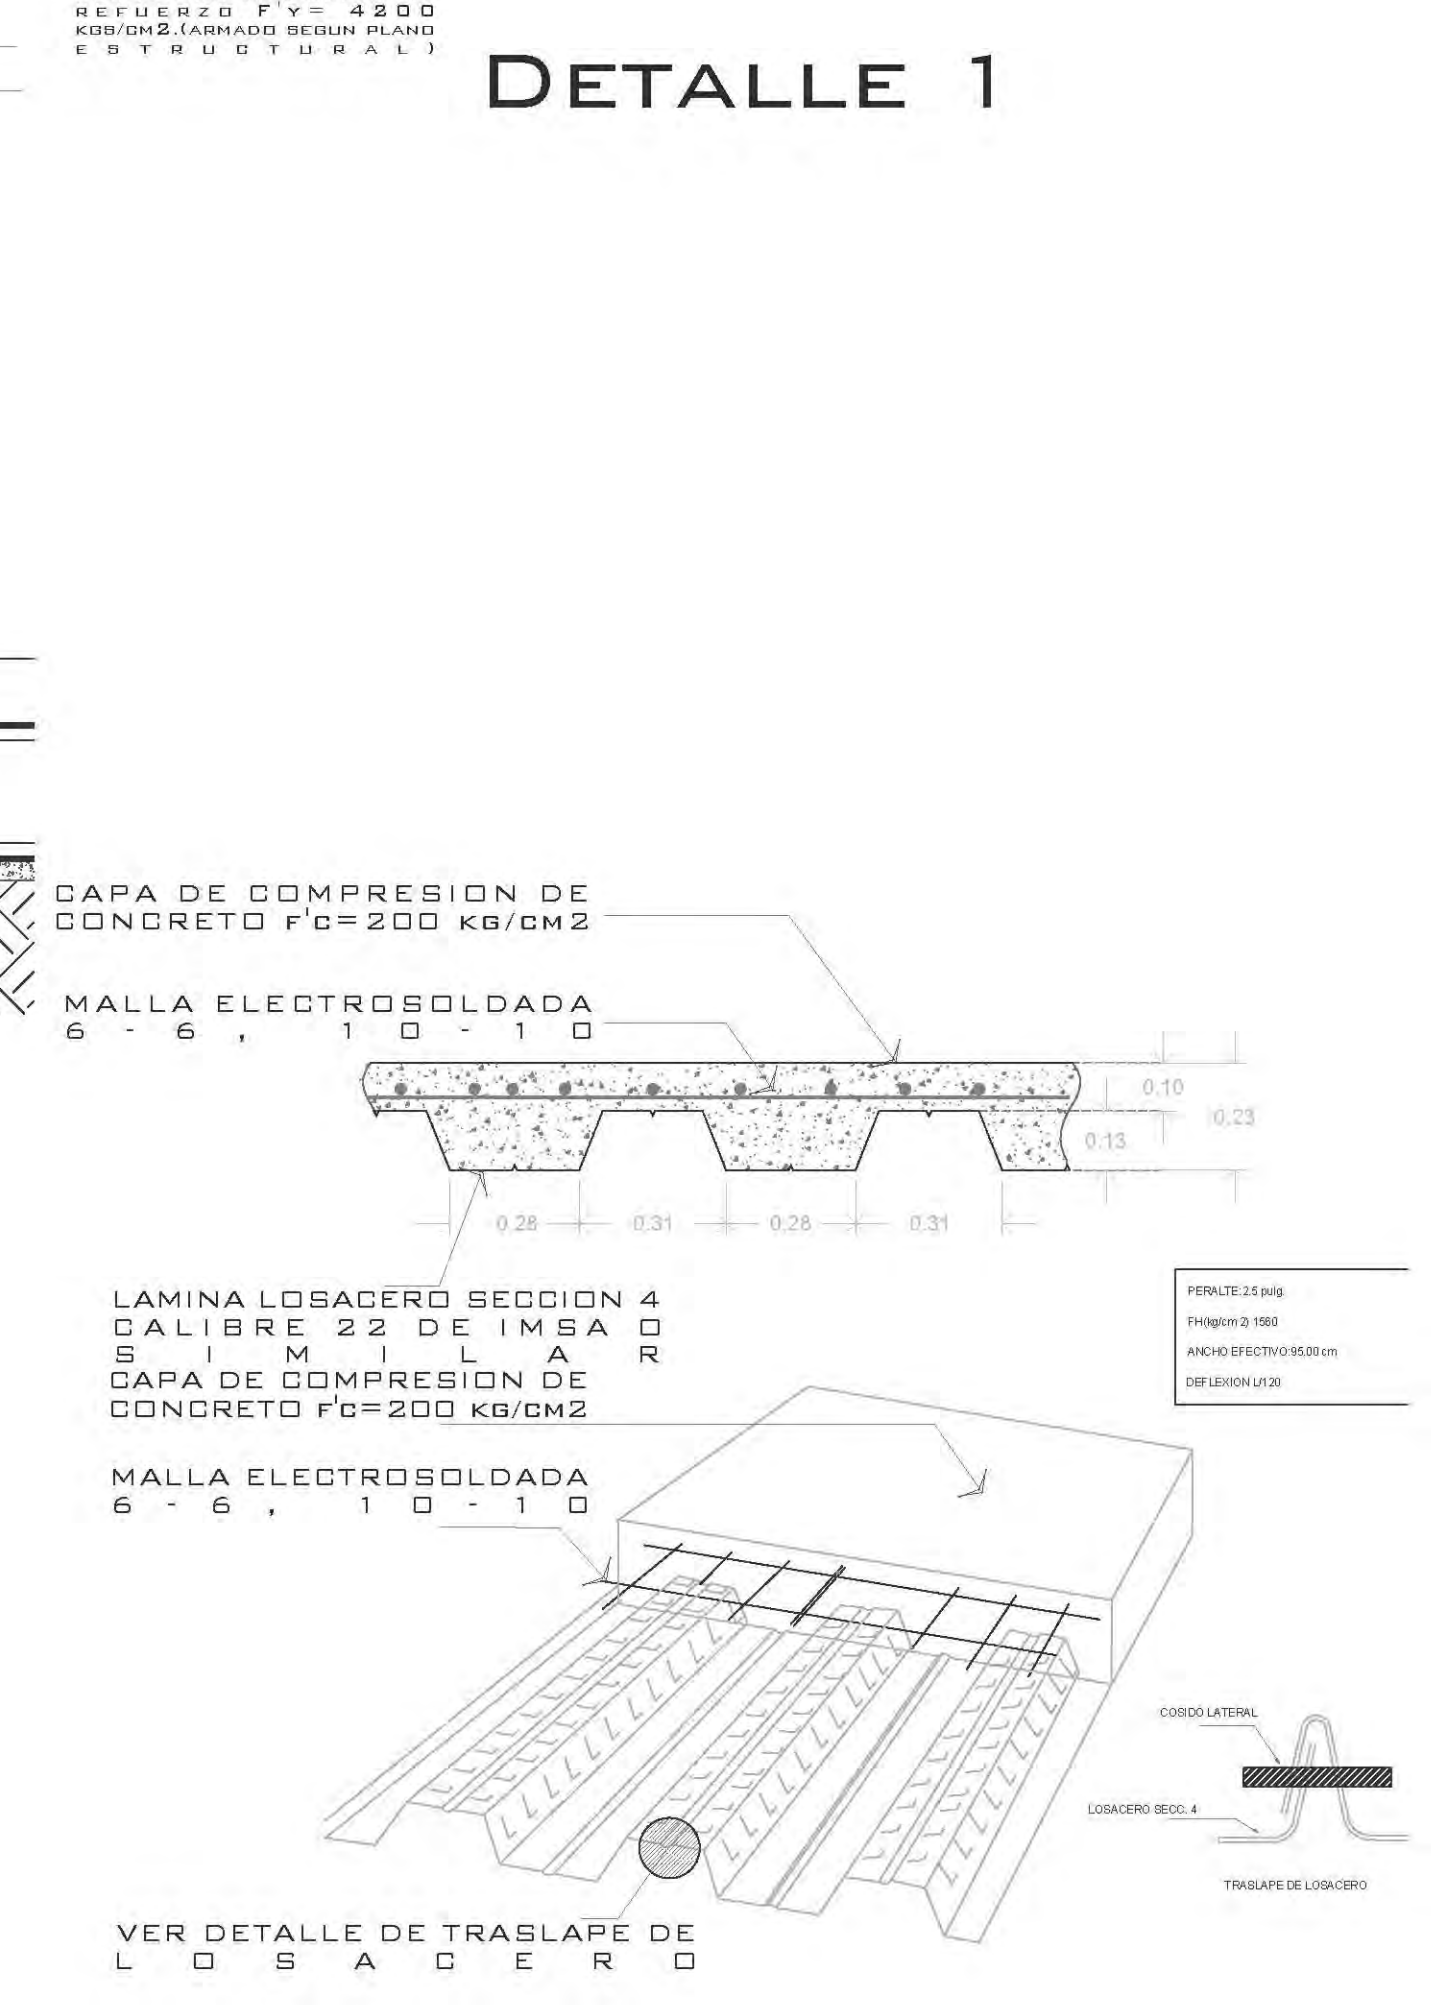 REFUERZO F'Y= 4200
KGS/CM2.(ARMADO SEGUN PLANO
ESTRUCTURAL)
DETALLE 1
CAPA DE COMPRESION DE
CONCRETO F'C=200 KG/CM2
MALLA ELECTROSOLDADA
6-6, 10-10
0.10
0.23
0.13
0.28
0.31
0.28
0.31
LAMINA LOSACERO SECCION 4
CALIBRE 22 DE IMSA O
SIMILAR
PERALTE: 2.5 pulg.
FH(kg/cm 2) 1560
ANCHO EFECTIVO:95.00 cm
DEFLEXION L/120
CAPA DE COMPRESION DE
CONCRETO F'C=200 KG/CM2
MALLA ELECTROSOLDADA
6-6, 10-10
COSIDO LATERAL
LOSACERO SECC. 4
TRASLAPE DE LOSACERO
VER DETALLE DE TRASLAPE DE
LOSACERO